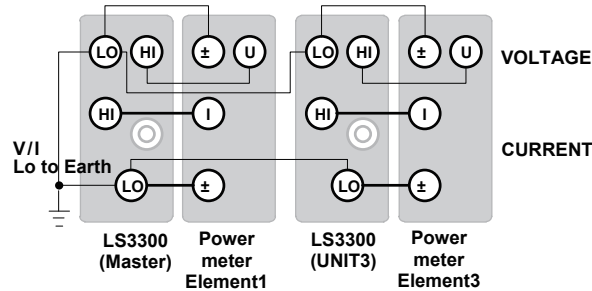 LO HI ± U LO HI ± U VOLTAGE
HI I HI I
V/I
Lo to Earth
CURRENT
LO ± LO ±
LS3300
(Master)
Power
meter
Element1
LS3300
(UNIT3)
Power
meter
Element3